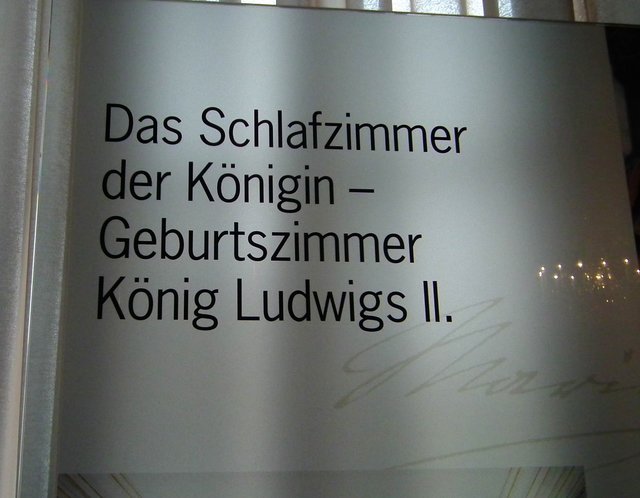 Das Schlafzimmer
der Königin –
Geburtszimmer
König Ludwigs II.